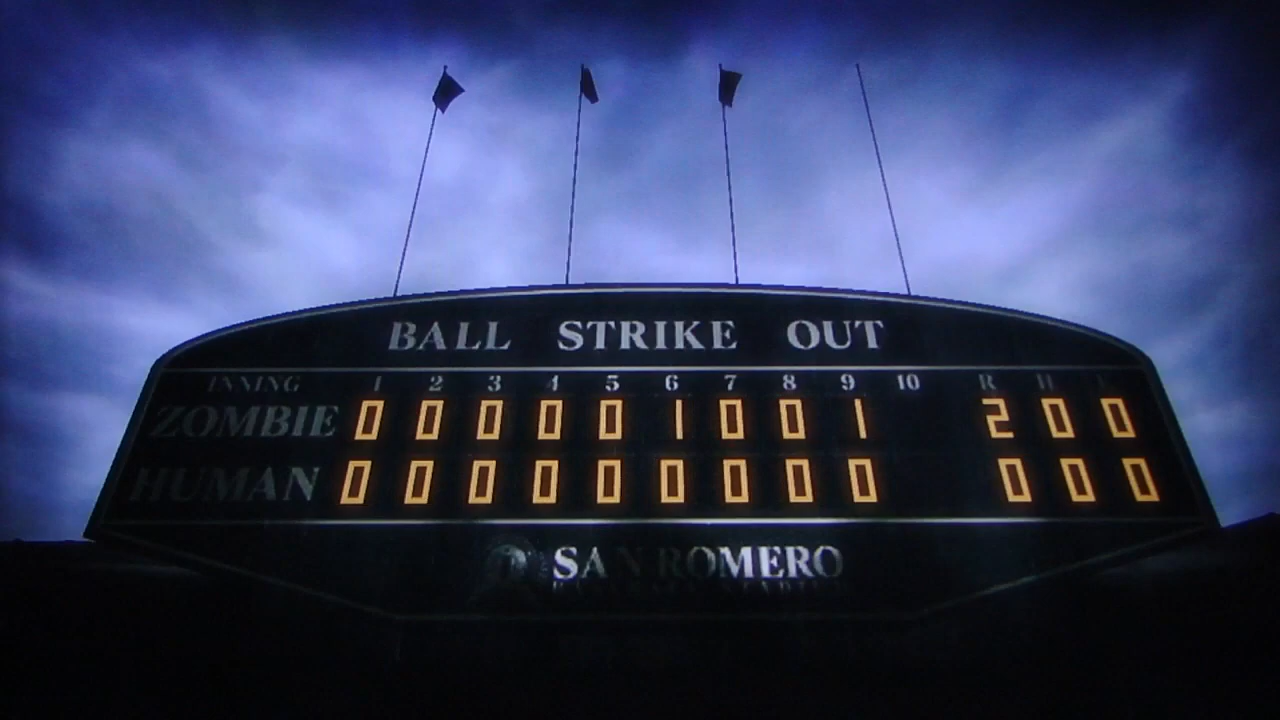 BALL STRIKE OUT
INNING 1 2 3 4 5 6 7 8 9 10 R H
ZOMBIE 0 0 0 0 0 1 0 0 1 2 0 0
HUMAN 0 0 0 0 0 0 0 0 0 0 0 0
SAN ROMERO